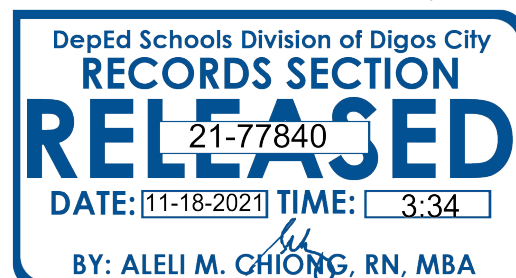 DepEd Schools Division of Digos City
RECORDS SECTION
RELEASED
21-77840
DATE: 11-18-2021 TIME: 3:34
BY: ALELI M. CHIONG, RN, MBA